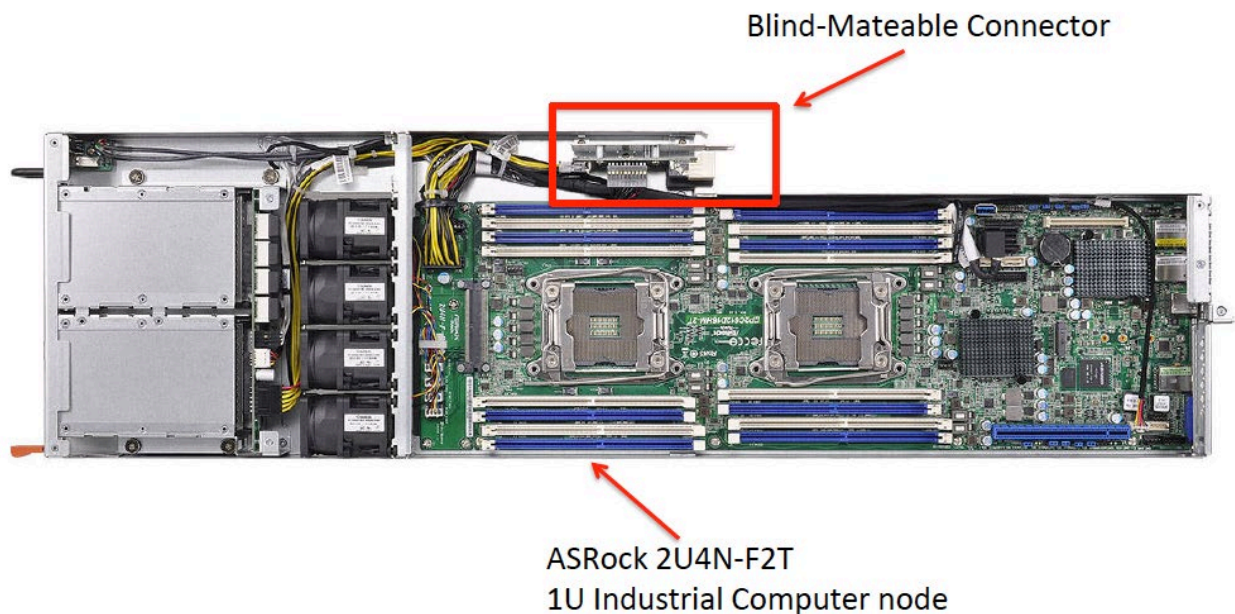 Blind-Mateable Connector
ASRock 2U4N-F2T
1U Industrial Computer node